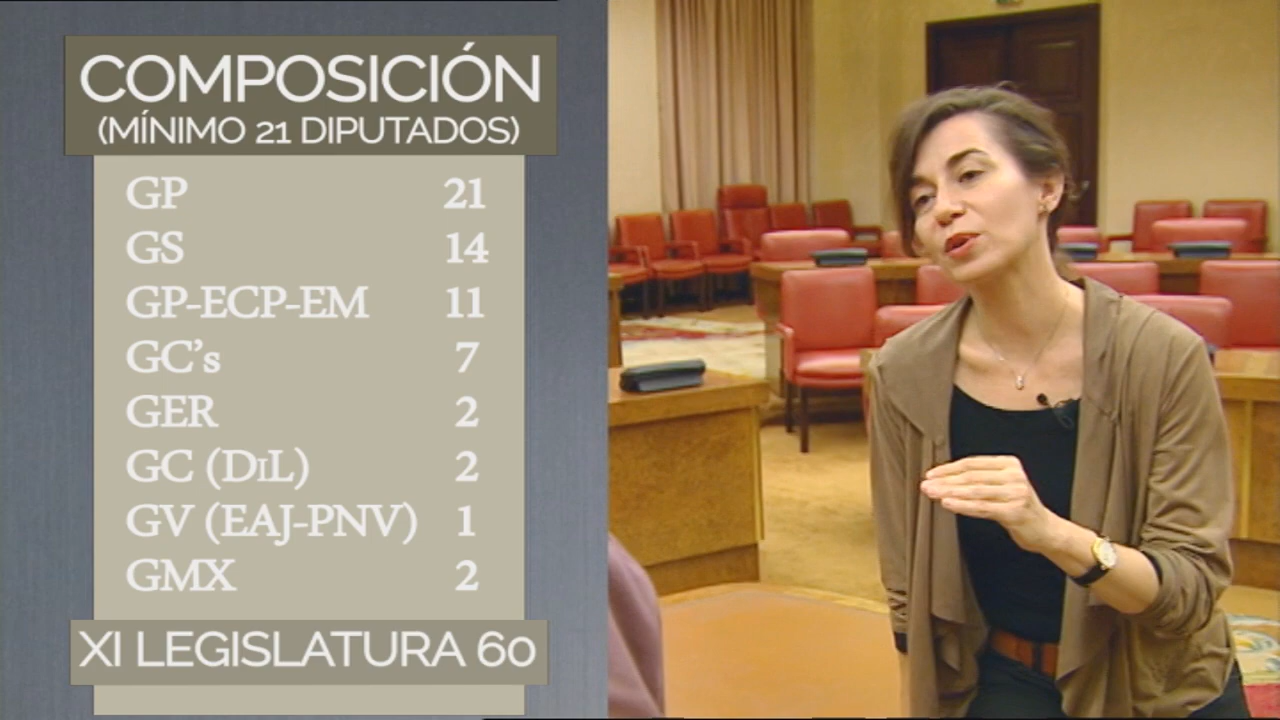 COMPOSICIÓN
(MÍNIMO 21 DIPUTADOS)
GP 21
GS 14
GP-ECP-EM 11
GC's 7
GER 2
GC (DiL) 2
GV (EAJ-PNV) 1
GMX 2
XI LEGISLATURA 60